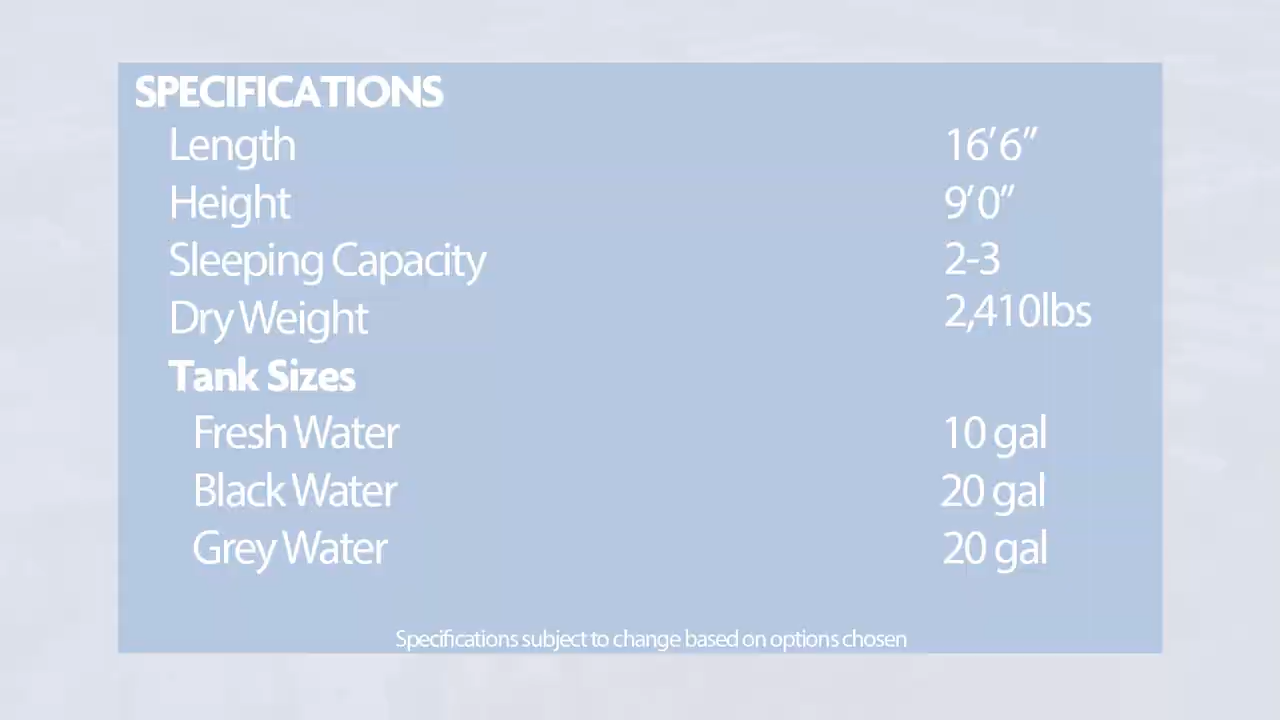 SPECIFICATIONS
Length 16’6”
Height 9’0”
Sleeping Capacity 2-3
Dry Weight 2,410lbs
Tank Sizes
Fresh Water 10 gal
Black Water 20 gal
Grey Water 20 gal
Specifications subject to change based on options chosen